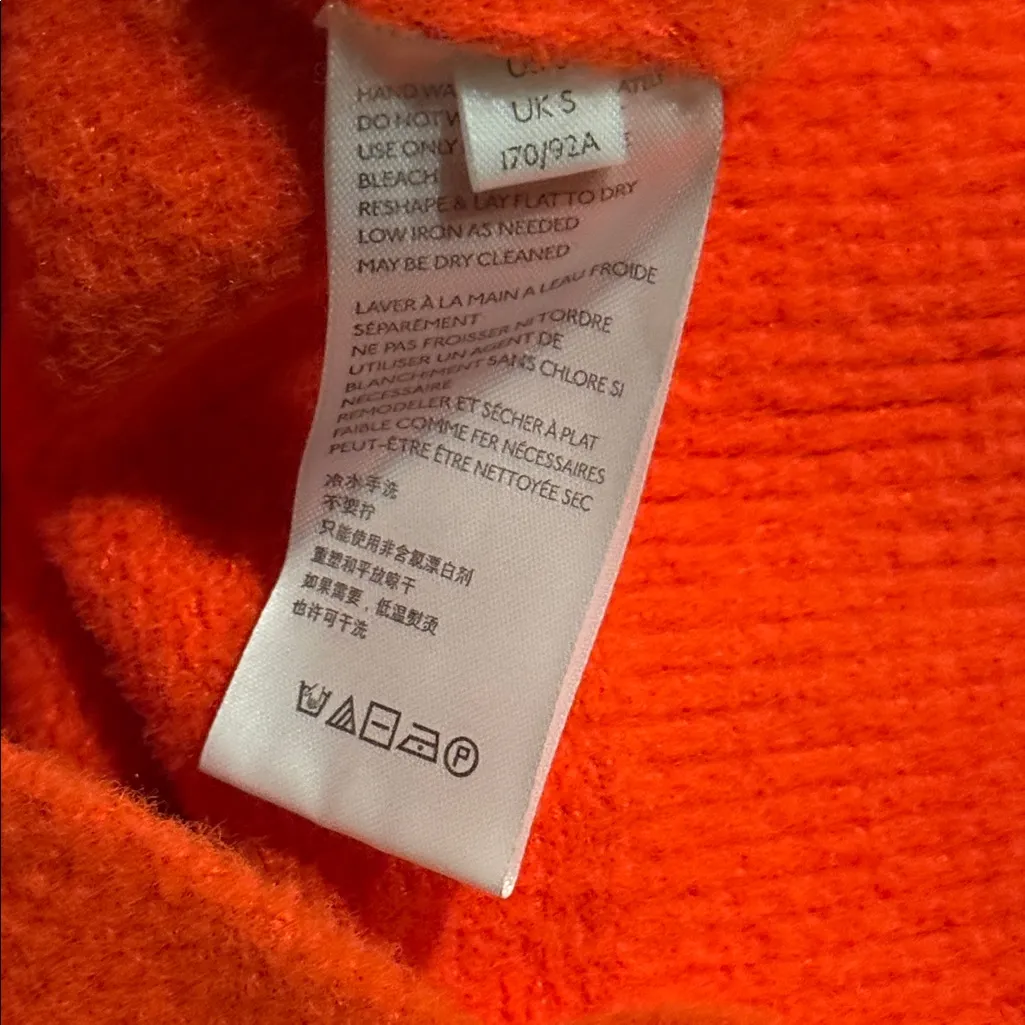 UK S
170/92A
HAND WA
DO NOT W
USE ONLY
BLEACH
RESHAPE & LAY FLAT TO DRY
LOW IRON AS NEEDED
MAY BE DRY CLEANED
LAVER À LA MAIN A LEAU FROIDE
SÉPARÉMENT
NE PAS FROISSER NI TORDRE
UTILISER UN AGENT DE
BLANCHIMENT SANS CHLORE SI
NÉCESSAIRE
REMODELER ET SÉCHER À PLAT
FAIBLE COMME FER NÉCESSAIRES
PEUT-ÊTRE ÊTRE NETTOYÉE SEC
冷水手洗
不要拧
只能使用非含氯漂白剂
重塑和平放晾干
如果需要，低温熨烫
也许可干洗
P